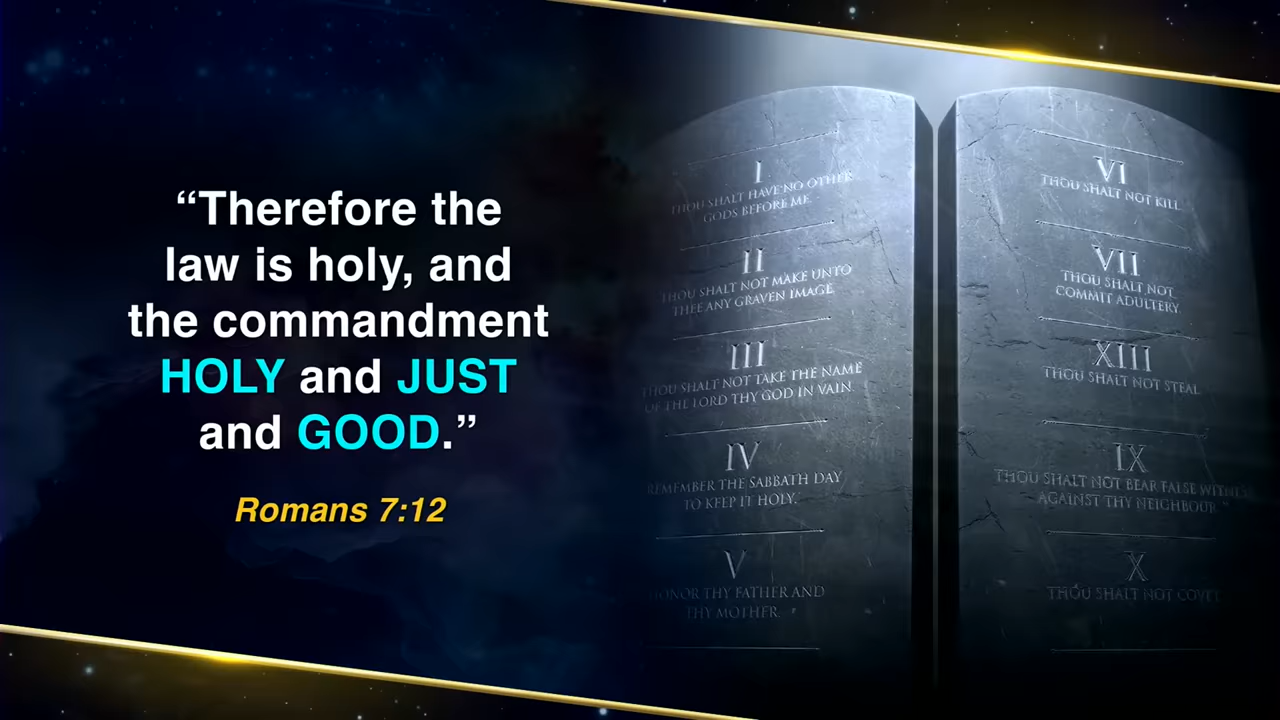 “Therefore the
law is holy, and
the commandment
HOLY and JUST
and GOOD.”
Romans 7:12
I
THOU SHALT HAVE NO OTHER
GODS BEFORE ME.
II
THOU SHALT NOT MAKE UNTO
THEE ANY GRAVEN IMAGE
III
THOU SHALT NOT TAKE THE NAME
OF THE LORD THY GOD IN VAIN.
IV
REMEMBER THE SABBATH DAY
TO KEEP IT HOLY.
V
HONOR THY FATHER AND
THY MOTHER.
VI
THOU SHALT NOT KILL.
VII
THOU SHALT NOT
COMMIT ADULTERY.
XIII
THOU SHALT NOT STEAL.
IX
THOU SHALT NOT BEAR FALSE WITNESS
AGAINST THY NEIGHBOUR.
X
THOU SHALT NOT COVET